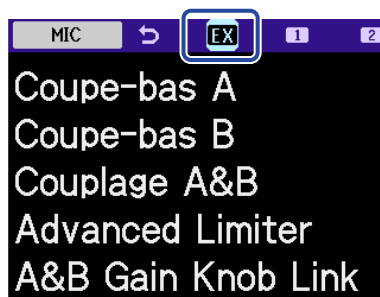 MIC EX 1 2
Coupe-bas A
Coupe-bas B
Couplage A&B
Advanced Limiter
A&B Gain Knob Link